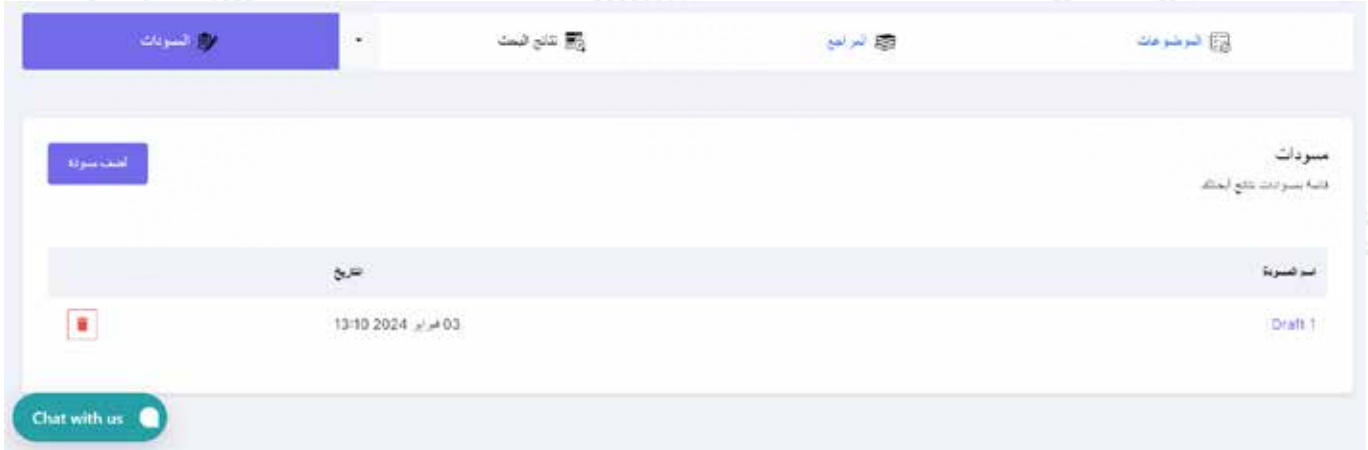 الموضوعات
المراجع
نتائج البحث
المسودات
مسودات
أضف مسودة
قائمة بمسودات نتائج أبحاثك
اسم المسودة
التاريخ
Draft 1
03 فبراير 2024 13:10
Chat with us